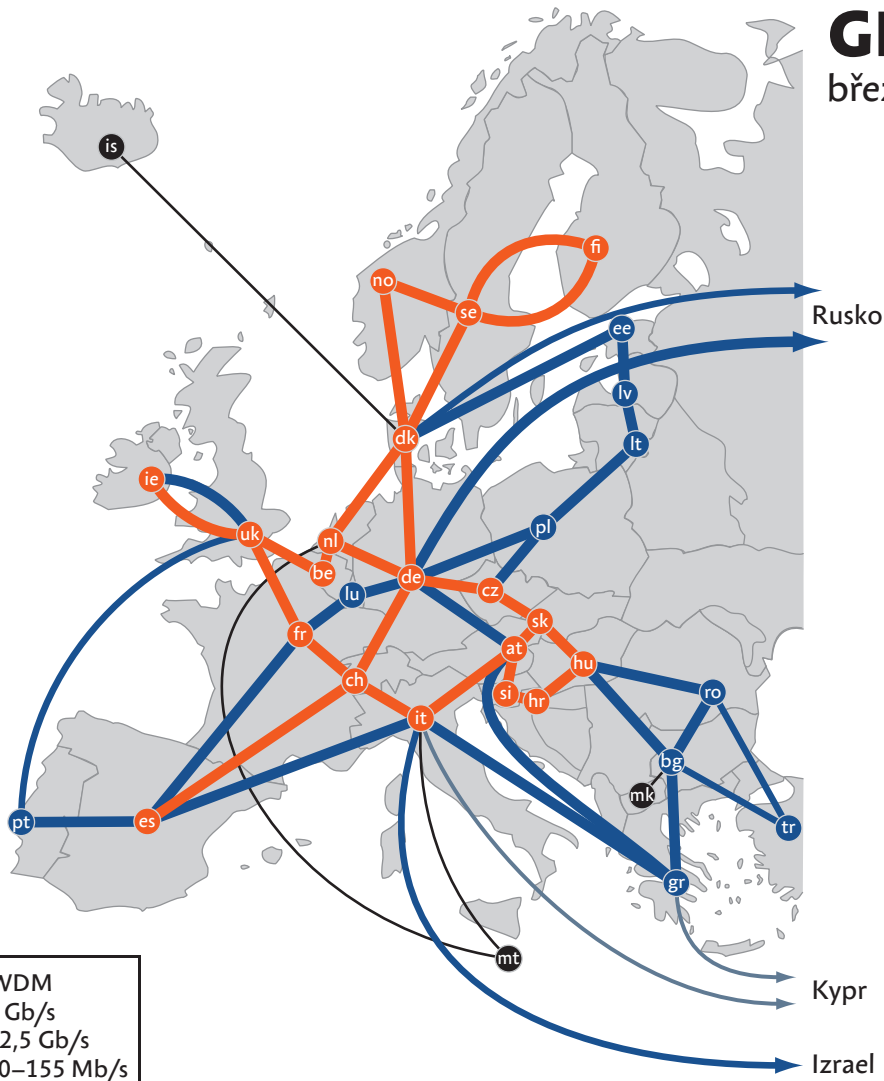 břez
is
fi
no
se
Rusko
ee
lv
dk
lt
ie
pl
uk
nl
be
de
cz
lu
sk
fr
at
hu
ch
si
hr
ro
it
bg
mk
pt
es
tr
gr
mt
Kypr
WDM
Gb/s
2,5 Gb/s
0–155 Mb/s
Izrael